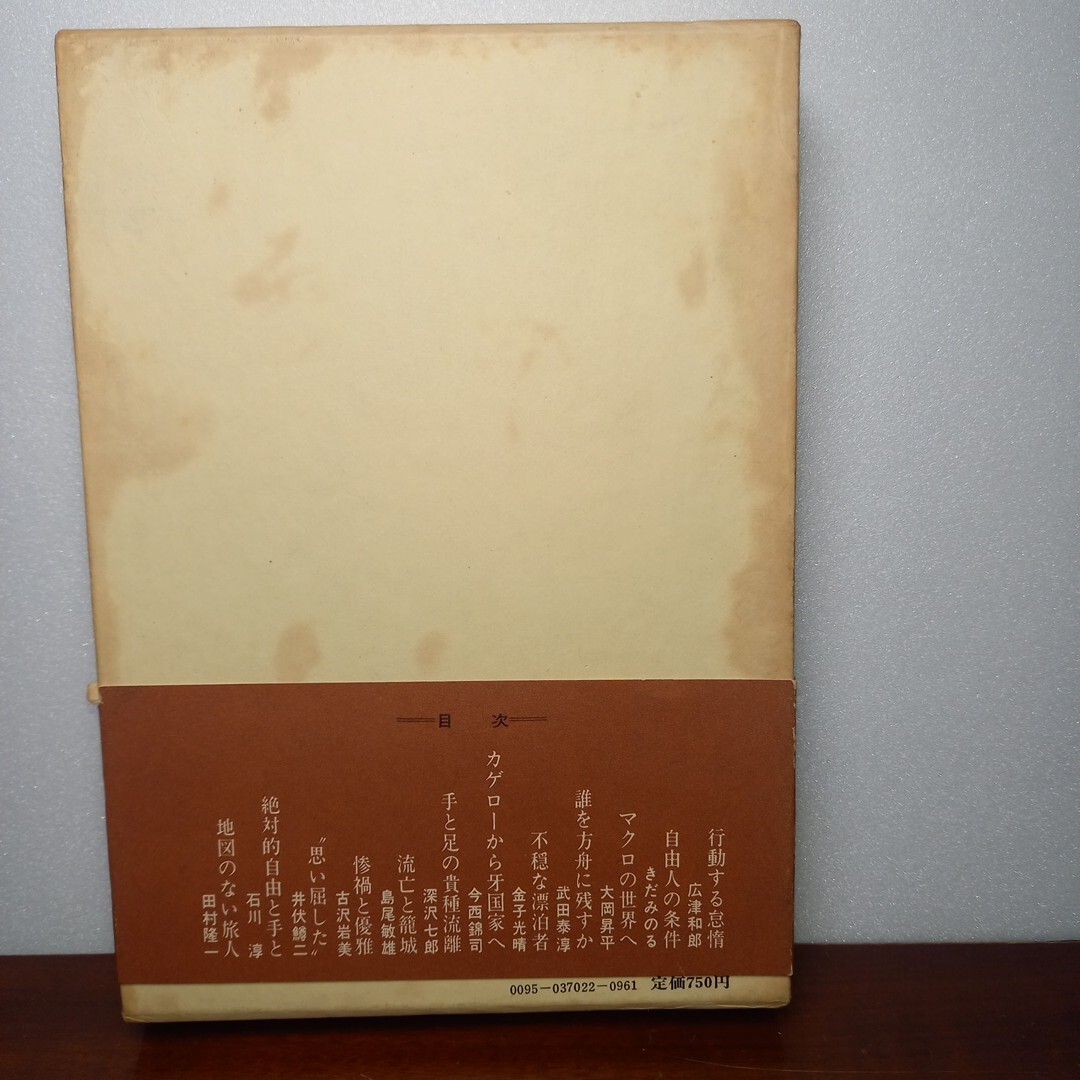 目 次
行動する怠惰
広津和郎
自由人の条件
きだみのる
マクロの世界へ
大岡昇平
誰を方舟に残すか
武田泰淳
不穏な漂泊者
金子光晴
カゲローから牙国家へ
今西錦司
手と足の貴種流離
深沢七郎
流亡と籠城
島尾敏雄
惨禍と優雅
古沢岩美
〝思い屈した〟
井伏鱒二
絶対的自由と手と
石川 淳
地図のない旅人
田村隆一
0095-037022-0961 定価750円